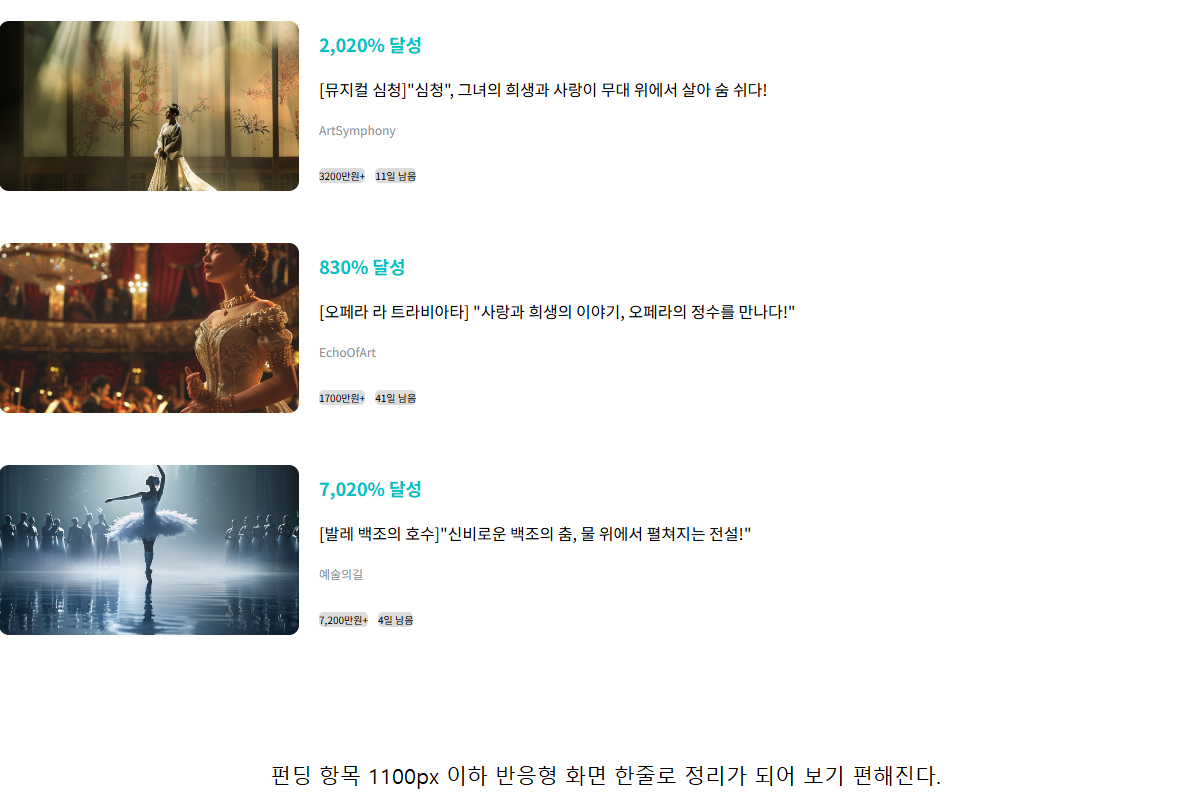 2,020% 달성
[뮤지컬 심청]"심청", 그녀의 희생과 사랑이 무대 위에서 살아 숨 쉬다!
ArtSymphony
3200만원+ 11일 남음
830% 달성
[오페라 라 트라비아타] "사랑과 희생의 이야기, 오페라의 정수를 만나다!"
EchoOfArt
1700만원+ 41일 남음
7,020% 달성
[발레 백조의 호수]"신비로운 백조의 춤, 물 위에서 펼쳐지는 전설!"
예술의길
7,200만원+ 4일 남음
펀딩 항목 1100px 이하 반응형 화면 한줄로 정리가 되어 보기 편해진다.